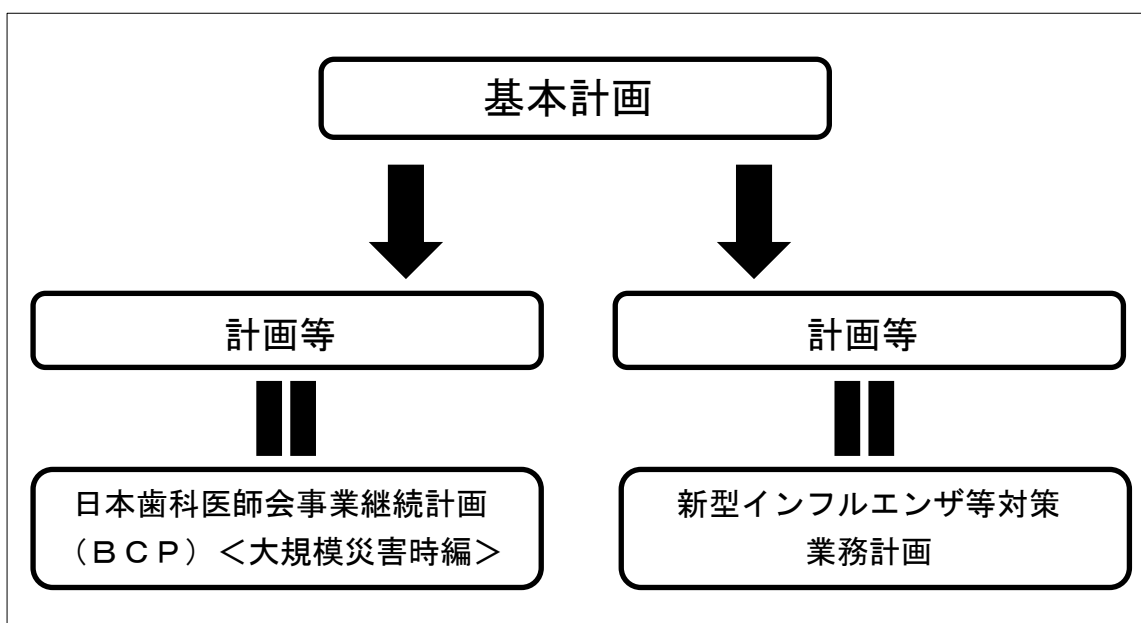 基本計画
計画等
計画等
日本歯科医師会事業継続計画
（ＢＣＰ）＜大規模災害時編＞
新型インフルエンザ等対策
業務計画